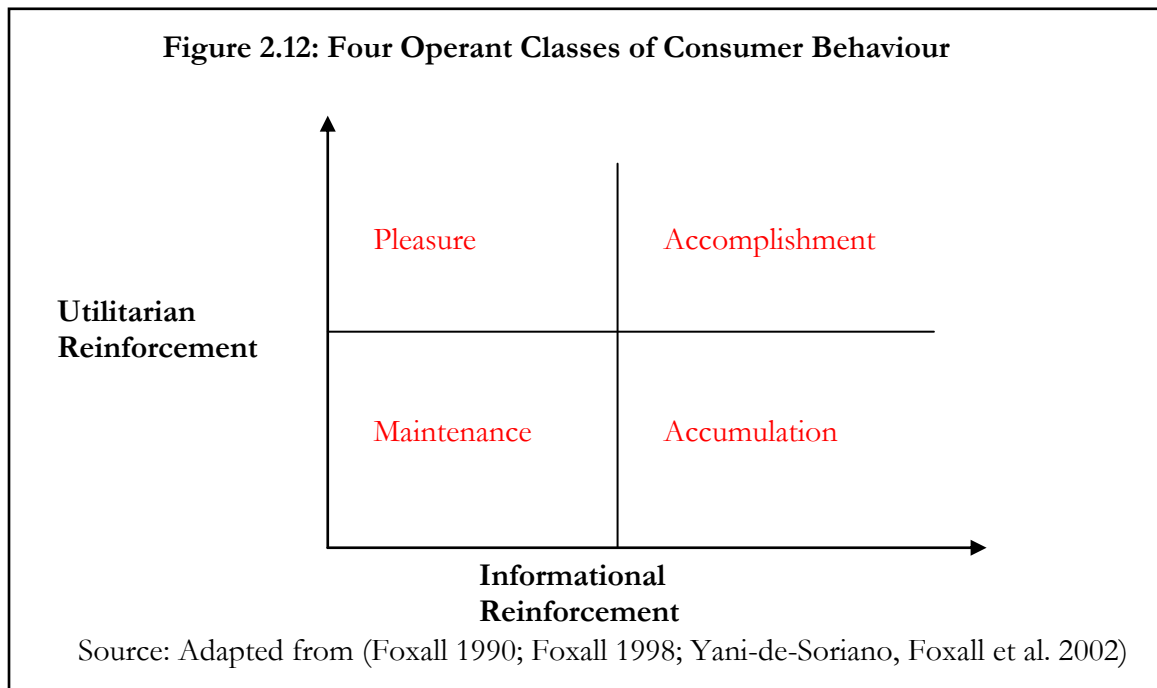 Figure 2.12: Four Operant Classes of Consumer Behaviour
Pleasure
Accomplishment
Utilitarian
Reinforcement
Maintenance
Accumulation
Informational
Reinforcement
Source: Adapted from (Foxall 1990; Foxall 1998; Yani-de-Soriano, Foxall et al. 2002)